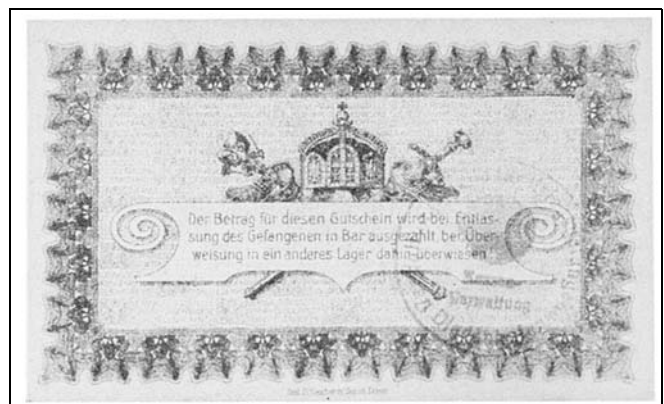 Der Betrag für diesen Gutschein wird bei Entlas-
sung des Gefangenen in Bar ausgezahlt, bei Über-
weisung in ein anderes Lager dahin überwiesen
Verwaltung